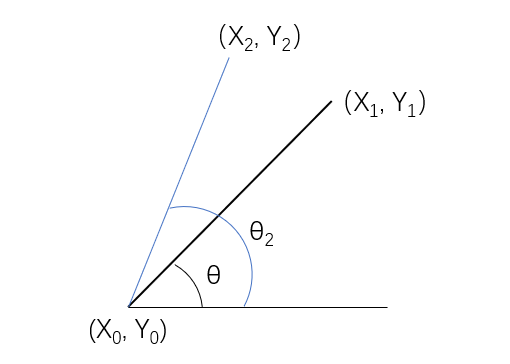 (X₂, Y₂)
(X₁, Y₁)
θ₂
θ
(X₀, Y₀)